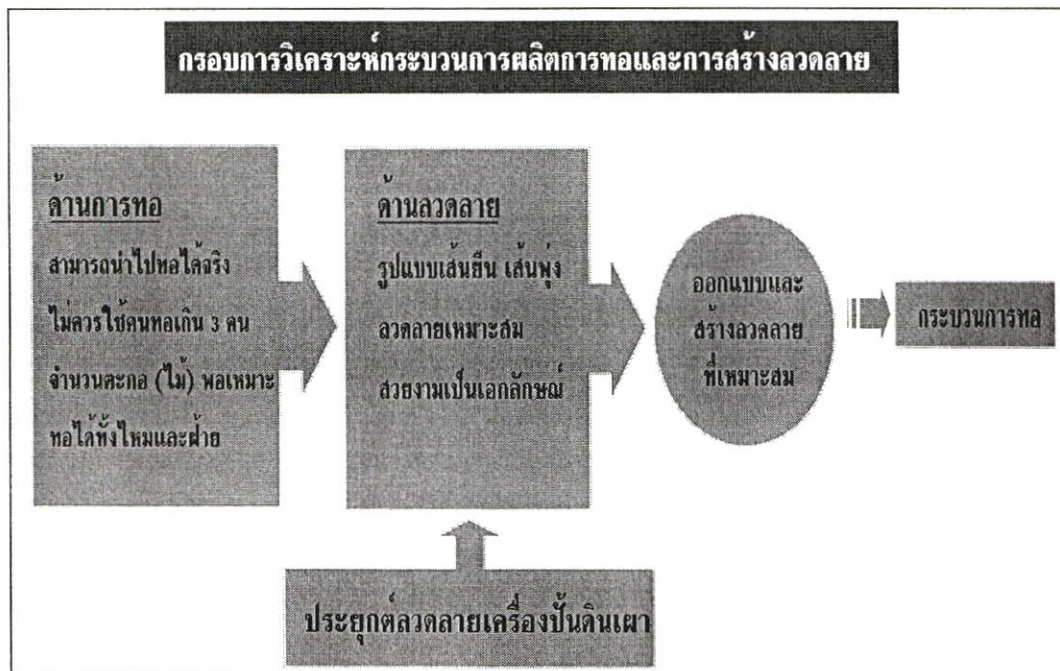 กรอบการวิเคราะห์กระบวนการผลิตการทอและการสร้างลวดลาย
ด้านการทอ
สามารถนำไปทอได้จริง
ไม่ควรใช้คนทอเกิน 3 คน
จำนวนตะกอ (ไม้) พอเหมาะ
ทอได้ทั้งไหมและฝ้าย
ด้านลวดลาย
รูปแบบเส้นยืน เส้นพุ่ง
ลวดลายเหมาะสม
สวยงามเป็นเอกลักษณ์
ออกแบบและ
สร้างลวดลาย
ที่เหมาะสม
กระบวนการทอ
ประยุกต์ลวดลายเครื่องปั้นดินเผา